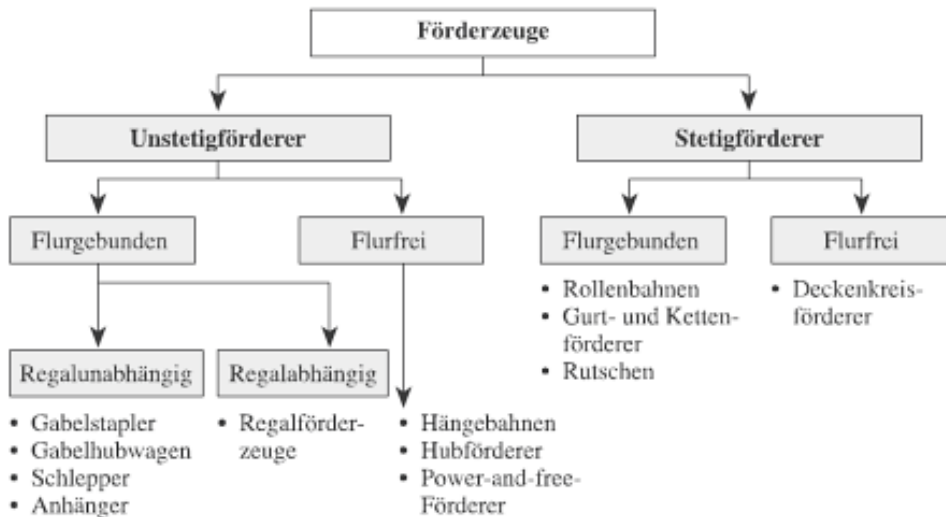 Förderzeuge
Unstetigförderer
Stetigförderer
Flurgebunden
Flurfrei
Flurgebunden
Flurfrei
• Rollenbahnen
• Gurt- und Ketten-
förderer
• Rutschen
• Deckenkreis-
förderer
Regalunabhängig
Regalabhängig
• Gabelstapler
• Gabelhubwagen
• Schlepper
• Anhänger
• Regalförder-
zeuge
• Hängebahnen
• Hubförderer
• Power-and-free-
Förderer